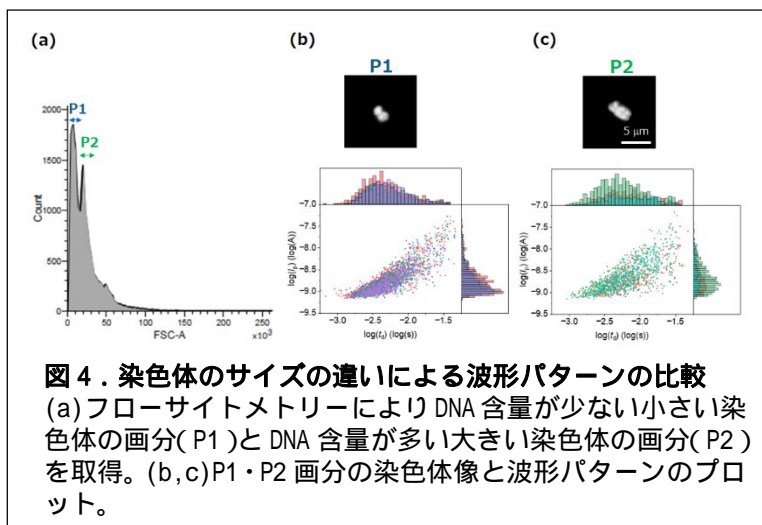 (a)
(b)
(c)
P1
P2
P1
P2
5 μm
2000
1500
1000
500
0
Count
0 50 100 150 200 250
FSC-A
×10³
-7.0
-8.0
-8.5
-9.0
-9.5
log(Ip) (log(A))
-3.0 -2.5 -2.0 -1.5
log(td) (log(s))
-7.0
-8.0
-8.5
-9.0
-9.5
log(Ip) (log(A))
-3.0 -2.5 -2.0 -1.5
log(td) (log(s))
図4．染色体のサイズの違いによる波形パターンの比較
(a)フローサイトメトリーによりDNA含量が少ない小さい染
色体の画分(P1)とDNA含量が多い大きい染色体の画分(P2)
を取得。(b,c)P1・P2画分の染色体像と波形パターンのプロ
ット。